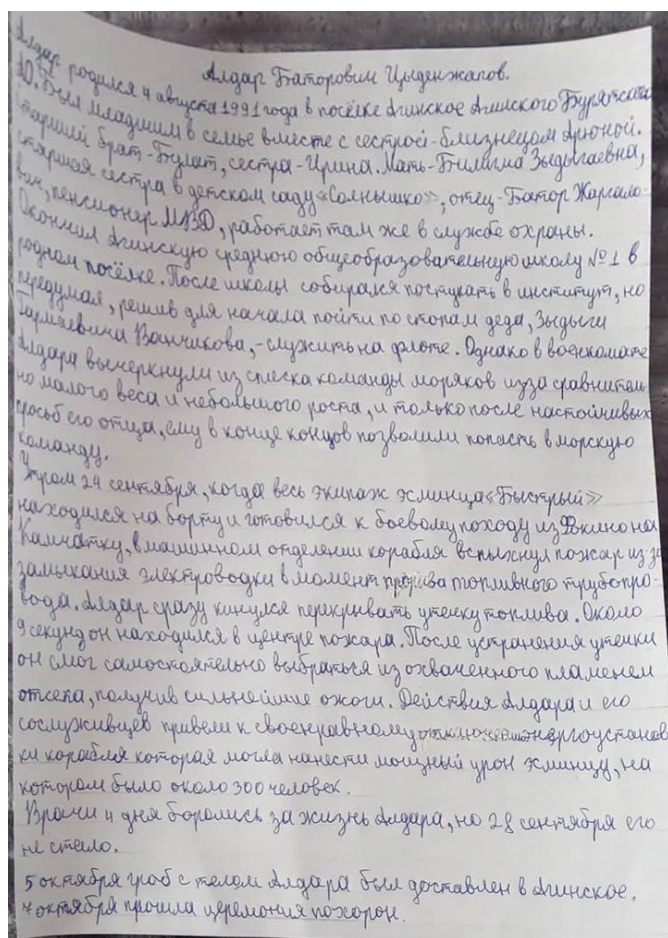 Алдар Баторович Цыденжапов.
Алдар родился 4 августа 1991 года в посёлке Агинское Агинского Бурятского
АО. Был младшим в семье вместе с сестрой-близнецом Арюной.
Старший брат-Булат, сестра-Ирина. Мать-Билигма Зыдыгаевна,
старшая сестра в детском саду «Солнышко», отец-Батор Жаргало-
вич, пенсионер МВД, работает там же в службе охраны.
Окончил Агинскую среднюю общеобразовательную школу №1 в
родном посёлке. После школы собирался поступать в институт, но
передумал, решив для начала пойти по стопам деда, Зыдыги
Гармаевича Ванчикова, - служить на флоте. Однако в военкомате
Алдара вычеркнули из списка команды моряков изза сравнитель
но малого веса и небольшого роста, и только после настойчивых
просьб его отца, ему в конце концов позволили попасть в морскую
команду.
Утром 24 сентября, когда весь экипаж эсминца «Быстрый»
находился на борту и готовился к боевому походу из Фокино на
Камчатку, в машинном отделении корабля вспыхнул пожар из-за
замыкания электроводки в момент прорыва топливного трубопро-
вода. Алдар сразу кинулся перекрывать утечку топлива. Около
9 секунд он находился в центре пожара. После устранения утечки
он смог самостоятельно выбраться из охваченного пламенем
отсека, получив сильнейшие ожоги. Действия Алдара и его
сослуживцев привели к своенравному энергоустанов
ки корабля которая могла нанести мощный урон эсминцу, на
котором было около 300 человек.
Врачи 4 дня боролись за жизнь Алдара, но 28 сентября его
не стало.
5 октября гроб с телом Алдара был доставлен в Агинское.
7 октября прошла церемония похорон.